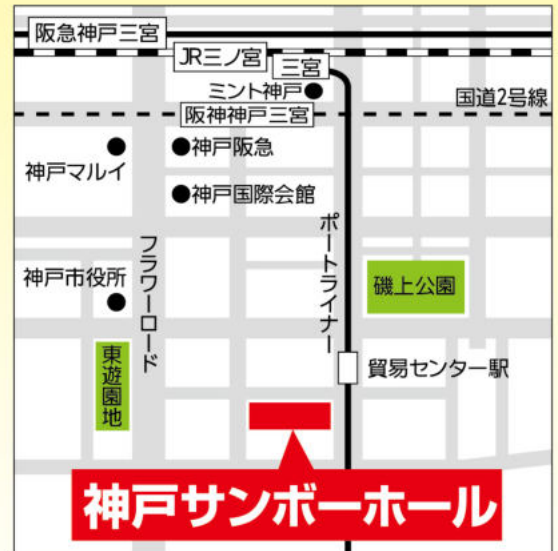 阪急神戸三宮
JR三ノ宮
三宮
ミント神戸
国道2号線
阪神神戸三宮
神戸阪急
神戸マルイ
神戸国際会館
フラワーロード
ポートライナー
神戸市役所
磯上公園
東遊園地
貿易センター駅
神戸サンボーホール